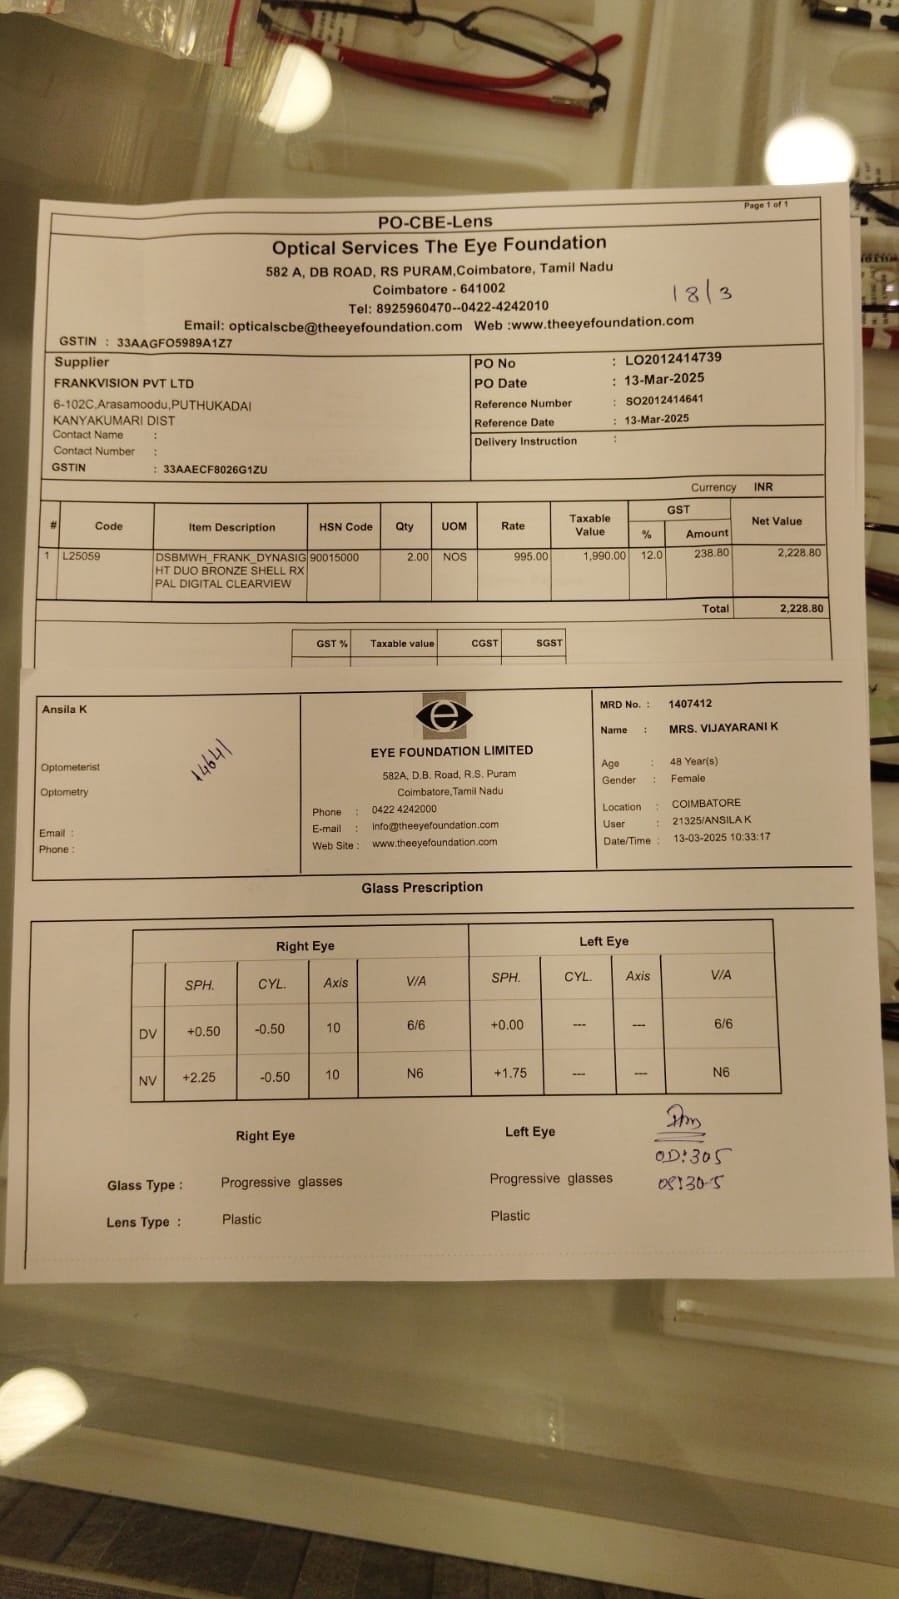 Page 1 of 1
PO-CBE-Lens
Optical Services The Eye Foundation
582 A, DB ROAD, RS PURAM,Coimbatore, Tamil Nadu
Coimbatore - 641002
18/3
Tel: 8925960470--0422-4242010
Email: opticalscbe@theeyefoundation.com Web :www.theeyefoundation.com
GSTIN : 33AAGFO5989A1Z7
Supplier
FRANKVISION PVT LTD
6-102C,Arasamoodu,PUTHUKADAI
KANYAKUMARI DIST
Contact Name :
Contact Number :
GSTIN : 33AAECF8026G1ZU
PO No : LO2012414739
PO Date : 13-Mar-2025
Reference Number : SO2012414641
Reference Date : 13-Mar-2025
Delivery Instruction :
Currency INR
# Code Item Description HSN Code Qty UOM Rate Taxable Value GST % Amount Net Value
1 L25059 DSBMWH_FRANK_DYNASIG 90015000 2.00 NOS 995.00 1,990.00 12.0 238.80 2,228.80
HT DUO BRONZE SHELL RX
PAL DIGITAL CLEARVIEW
Total 2,228.80
GST % Taxable value CGST SGST
Ansila K
14641
Optometerist
Optometry
Email :
Phone :
e
EYE FOUNDATION LIMITED
582A, D.B. Road, R.S. Puram
Coimbatore,Tamil Nadu
Phone : 0422 4242000
E-mail : info@theeyefoundation.com
Web Site : www.theeyefoundation.com
MRD No. : 1407412
Name : MRS. VIJAYARANI K
Age : 48 Year(s)
Gender : Female
Location : COIMBATORE
User : 21325/ANSILA K
Date/Time : 13-03-2025 10:33:17
Glass Prescription
Right Eye Left Eye
SPH. CYL. Axis V/A SPH. CYL. Axis V/A
DV +0.50 -0.50 10 6/6 +0.00 --- --- 6/6
NV +2.25 -0.50 10 N6 +1.75 --- --- N6
Right Eye Left Eye
OD:305
OS:30-5
Glass Type : Progressive glasses Progressive glasses
Lens Type : Plastic Plastic